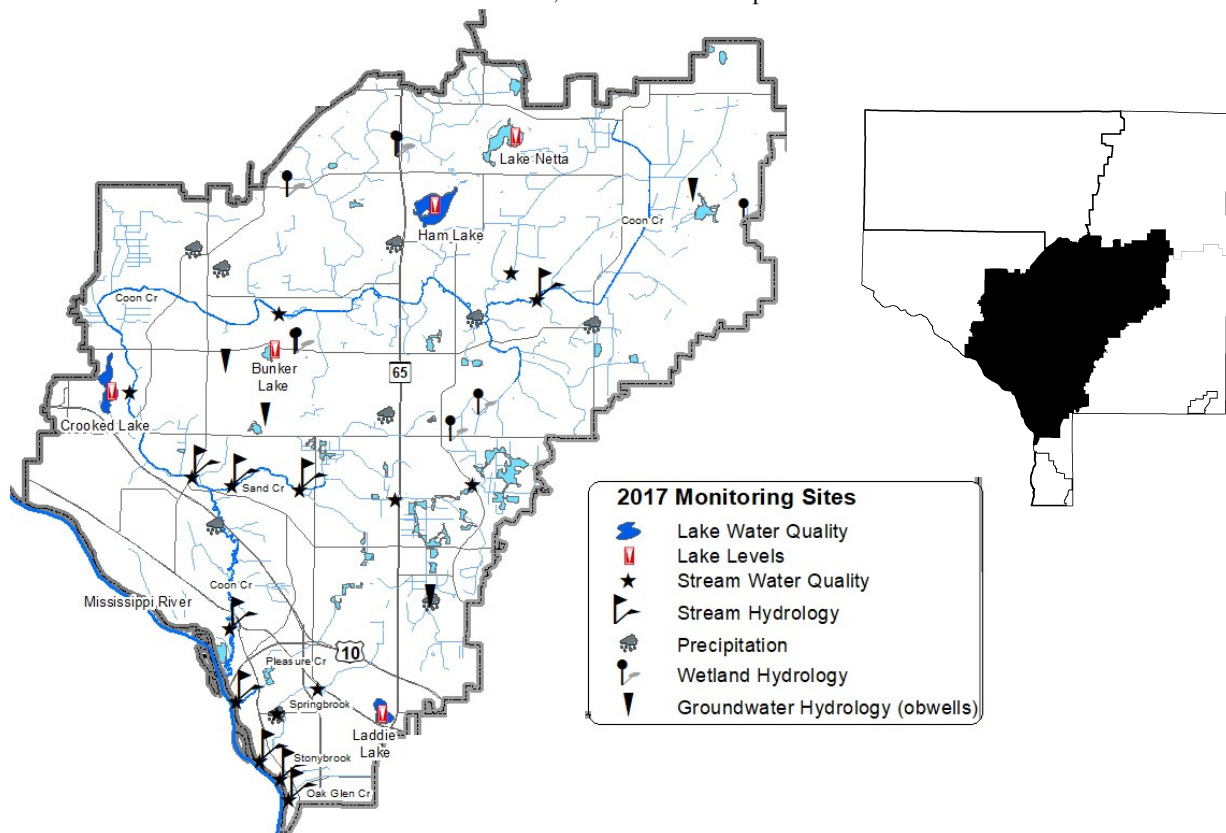 Lake Netta
Ham Lake
Coon Cr
Coon Cr
Bunker
Lake
65
Crooked Lake
Sand Cr
Coon Cr
Mississippi River
10
Pleasure Cr
Springbrook
Laddie
Lake
Stonybrook
Oak Glen Cr
2017 Monitoring Sites
Lake Water Quality
Lake Levels
Stream Water Quality
Stream Hydrology
Precipitation
Wetland Hydrology
Groundwater Hydrology (obwells)